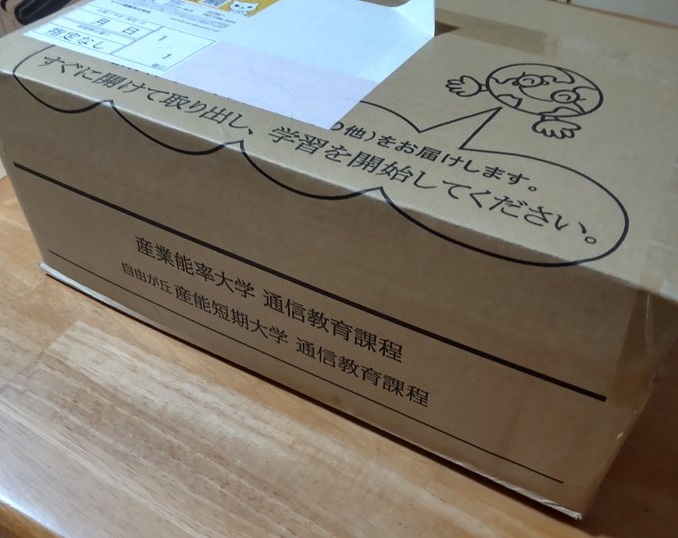 月 日
指定なし
の他)をお届けします。
すぐに開けて取り出し、学習を開始してください。
産業能率大学 通信教育課程
自由が丘産能短期大学 通信教育課程